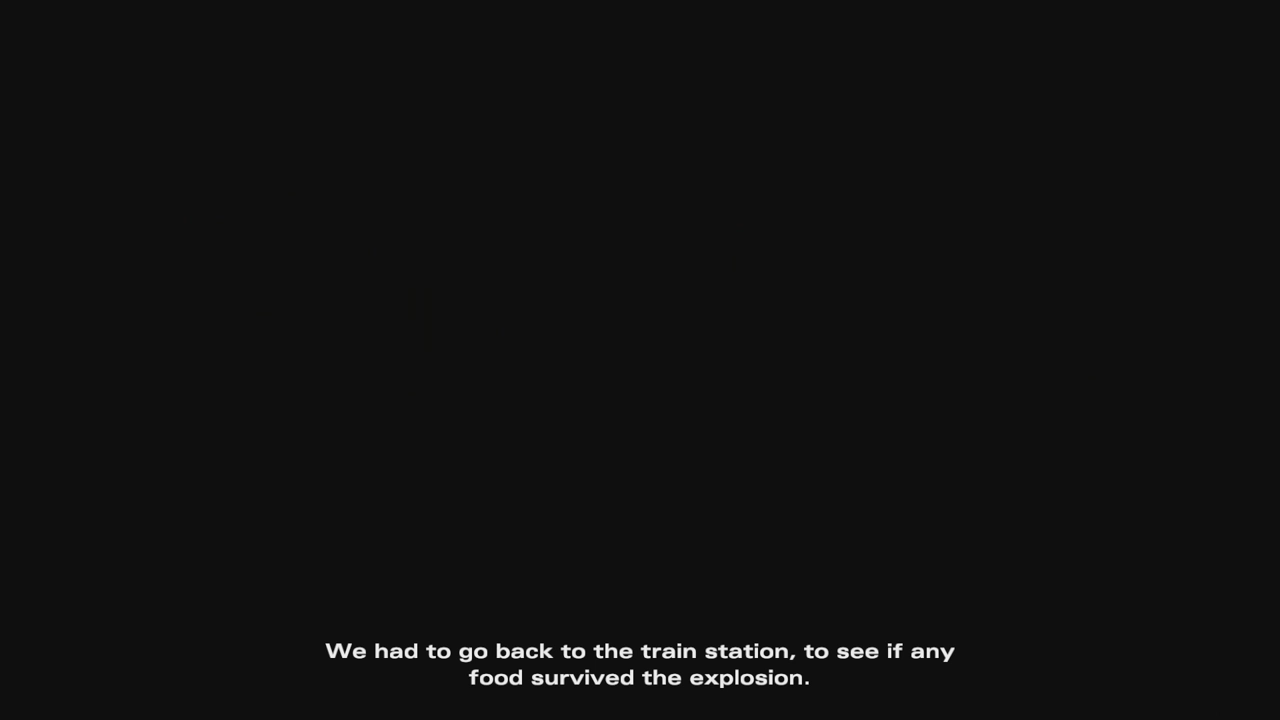 We had to go back to the train station, to see if any
food survived the explosion.